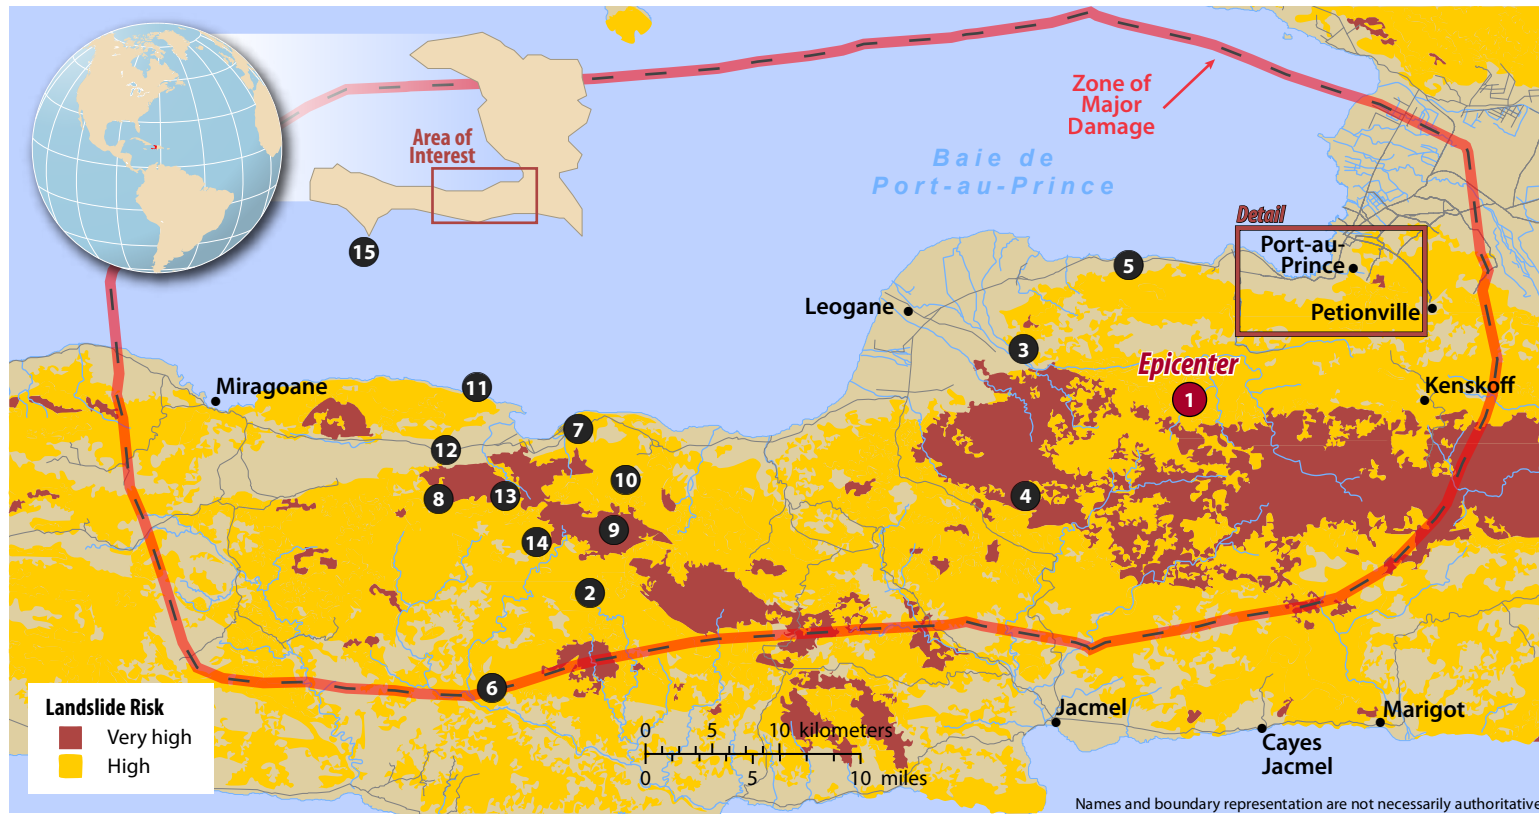 Zone of
Major
Damage
Area of
Interest
Baie de
Port-au-Prince
Detail
Port-au-
Prince
15
5
Leogane
Petionville
3
Epicenter
1
Miragoane
11
Kenskoff
7
12
10
8
13
4
9
14
2
6
Landslide Risk
Very high
High
Jacmel
Marigot
0 5 10 kilometers
0 5 10 miles
Cayes
Jacmel
Names and boundary representation are not necessarily authoritative